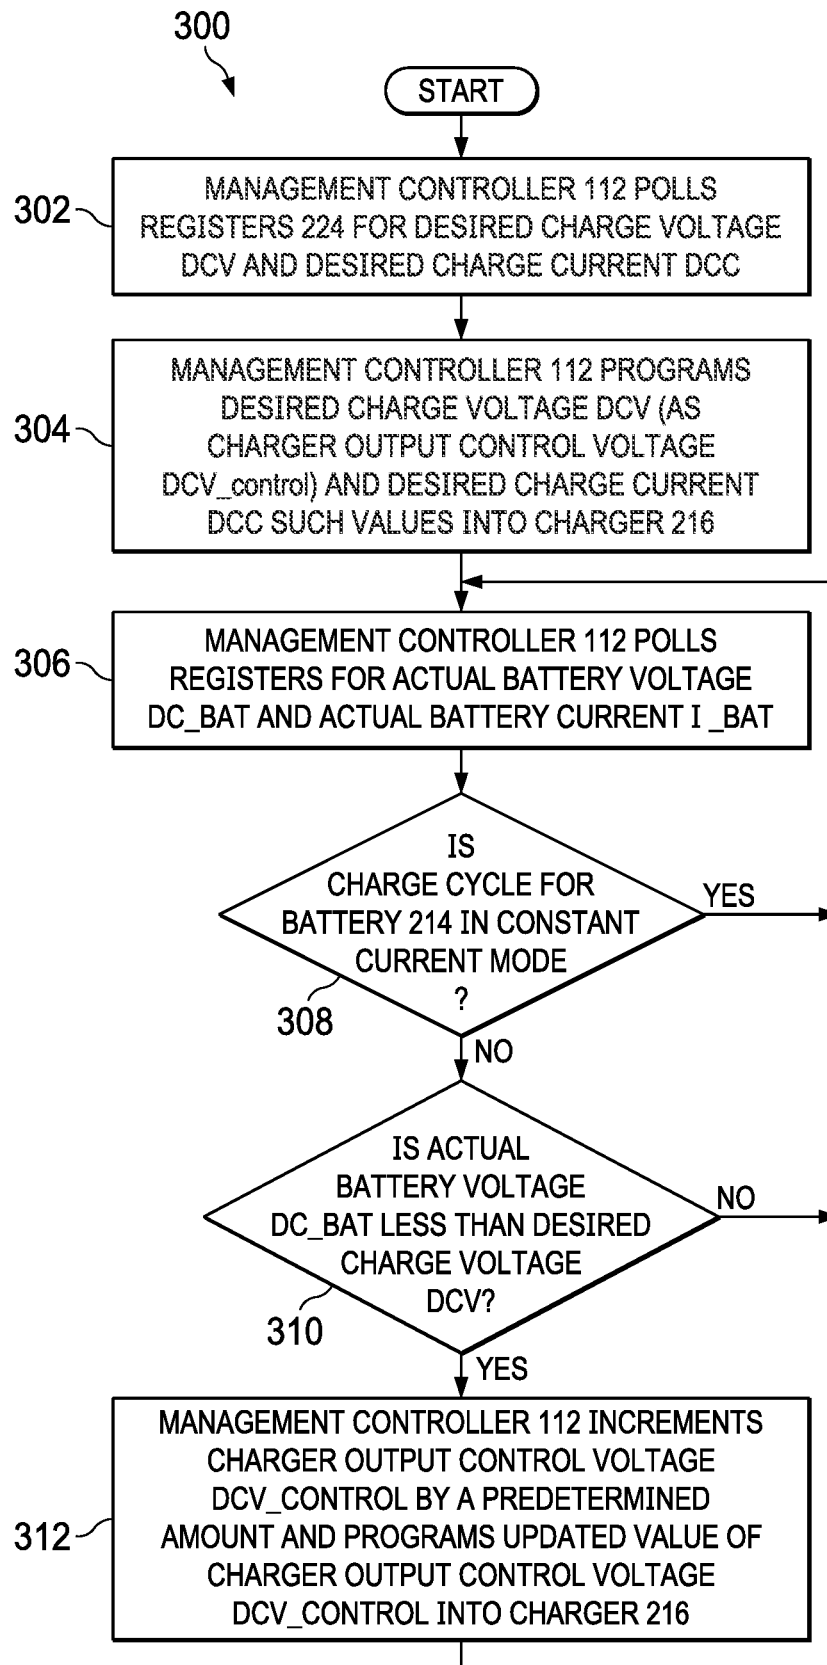 300
START
302
MANAGEMENT CONTROLLER 112 POLLS
REGISTERS 224 FOR DESIRED CHARGE VOLTAGE
DCV AND DESIRED CHARGE CURRENT DCC
304
MANAGEMENT CONTROLLER 112 PROGRAMS
DESIRED CHARGE VOLTAGE DCV (AS
CHARGER OUTPUT CONTROL VOLTAGE
DCV_control) AND DESIRED CHARGE CURRENT
DCC SUCH VALUES INTO CHARGER 216
306
MANAGEMENT CONTROLLER 112 POLLS
REGISTERS FOR ACTUAL BATTERY VOLTAGE
DC_BAT AND ACTUAL BATTERY CURRENT I _BAT
IS
CHARGE CYCLE FOR
BATTERY 214 IN CONSTANT
CURRENT MODE
?
YES
308
NO
IS ACTUAL
BATTERY VOLTAGE
DC_BAT LESS THAN DESIRED
CHARGE VOLTAGE
DCV?
NO
310
YES
312
MANAGEMENT CONTROLLER 112 INCREMENTS
CHARGER OUTPUT CONTROL VOLTAGE
DCV_CONTROL BY A PREDETERMINED
AMOUNT AND PROGRAMS UPDATED VALUE OF
CHARGER OUTPUT CONTROL VOLTAGE
DCV_CONTROL INTO CHARGER 216